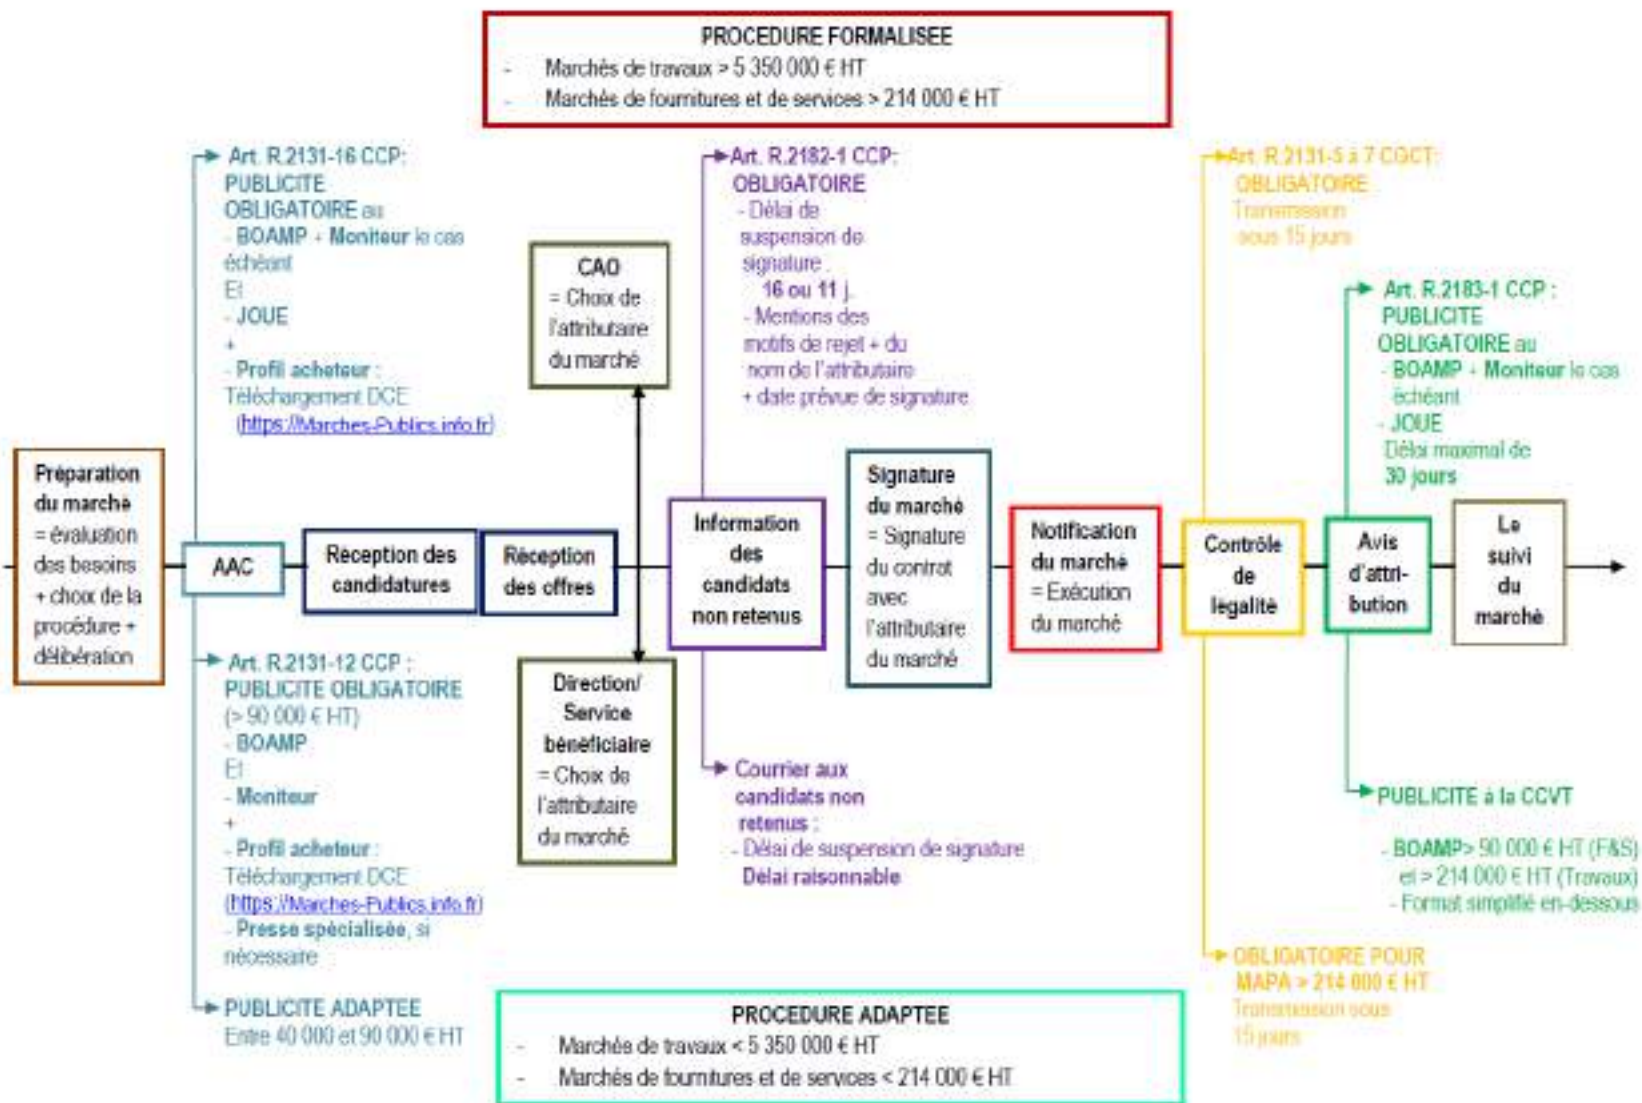 PROCEDURE FORMALISEE
- Marchés de travaux > 5 350 000 € HT
- Marchés de fournitures et de services > 214 000 € HT
Art. R.2131-16 CCP:
PUBLICITE
OBLIGATOIRE au
- BOAMP + Moniteur le cas
échéant
Et
- JOUE
+
- Profil acheteur :
Téléchargement DCE
(https://Marches-Publics.info.fr)
CAO
= Choix de
l'attributaire
du marché
Art. R.2182-1 CCP:
OBLIGATOIRE
- Délai de
suspension de
signature :
16 ou 11 j.
- Mentions des
motifs de rejet + du
nom de l'attributaire
+ date prévue de signature
Art. R.2131-5 à 7 CGCT:
OBLIGATOIRE
Transmission
sous 15 jours
Art. R.2183-1 CCP :
PUBLICITE
OBLIGATOIRE au
- BOAMP + Moniteur le cas
échéant
- JOUE
Délai maximal de
30 jours
Préparation
du marché
= évaluation
des besoins
+ choix de la
procédure +
délibération
AAC
Réception des
candidatures
Réception
des offres
Information
des
candidats
non retenus
Signature
du marché
= Signature
du contrat
avec
l'attributaire
du marché
Notification
du marché
= Exécution
du marché
Contrôle
de
légalité
Avis
d'attri-
bution
Le
suivi
du
marché
Art. R.2131-12 CCP :
PUBLICITE OBLIGATOIRE
(> 90 000 € HT)
- BOAMP
Et
- Moniteur
+
- Profil acheteur :
Téléchargement DCE
(https://Marches-Publics.info.fr)
- Presse spécialisée, si
nécessaire
PUBLICITE ADAPTEE
Entre 40 000 et 90 000 € HT
Direction/
Service
bénéficiaire
= Choix de
l'attributaire
du marché
Courrier aux
candidats non
retenus :
- Délai de suspension de signature
Délai raisonnable
PUBLICITE à la CCVT
- BOAMP> 90 000 € HT (F&S)
et > 214 000 € HT (Travaux)
- Format simplifié en-dessous
OBLIGATOIRE POUR
MAPA > 214 000 € HT
Transmission sous
15 jours
PROCEDURE ADAPTEE
- Marchés de travaux < 5 350 000 € HT
- Marchés de fournitures et de services < 214 000 € HT